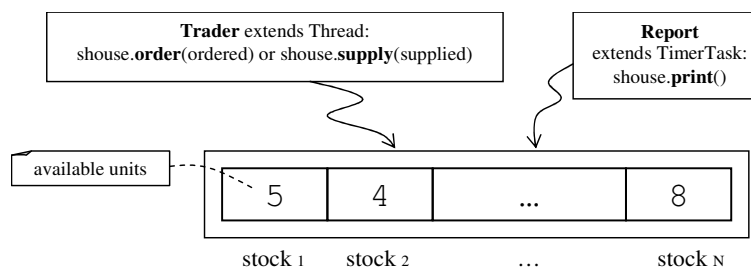 Trader extends Thread:
shouse.order(ordered) or shouse.supply(supplied)
Report
extends TimerTask:
shouse.print()
available units
5 4 ... 8
stock 1 stock 2 ... stock N